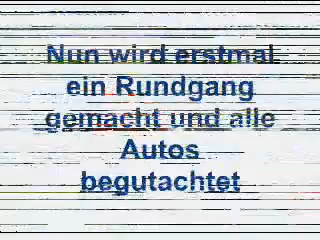 Nun wird erstmal
ein Rundgang
gemacht und alle
Autos
begutachtet